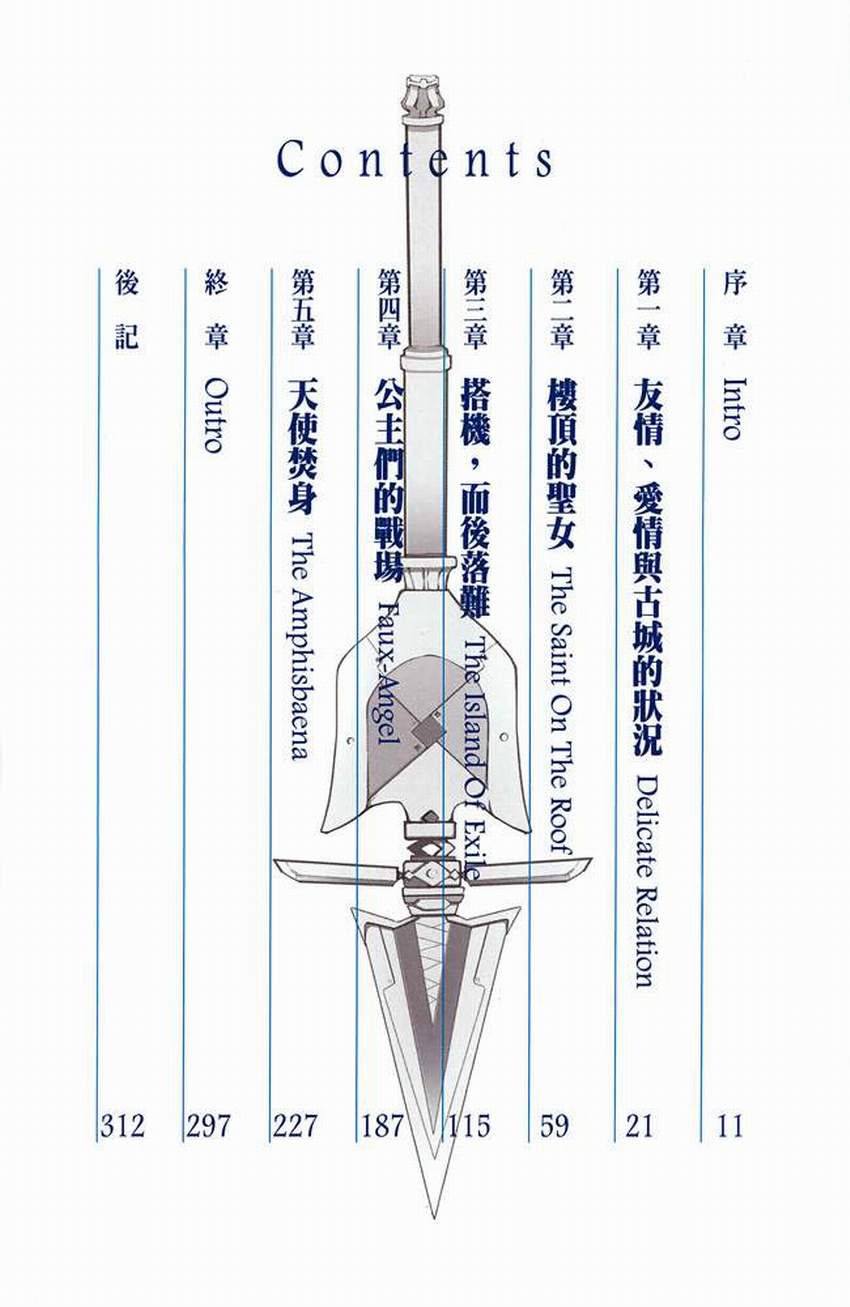 Contents
序章 Intro 11
第一章 友情、愛情與古城的狀況 Delicate Relation 21
第二章 樓頂的聖女 The Saint On The Roof 59
第三章 搭機，而後落難 The Island Of Exile 115
第四章 公主們的戰場 Faux-Angel 187
第五章 天使焚身 The Amphisbaena 227
終章 Outro 297
後記 312